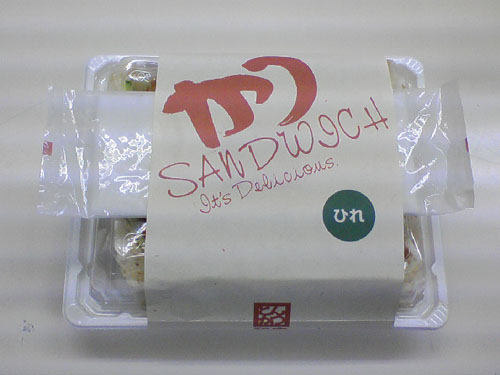 かつ
SANDWICH
It's Delicious.
ひれ